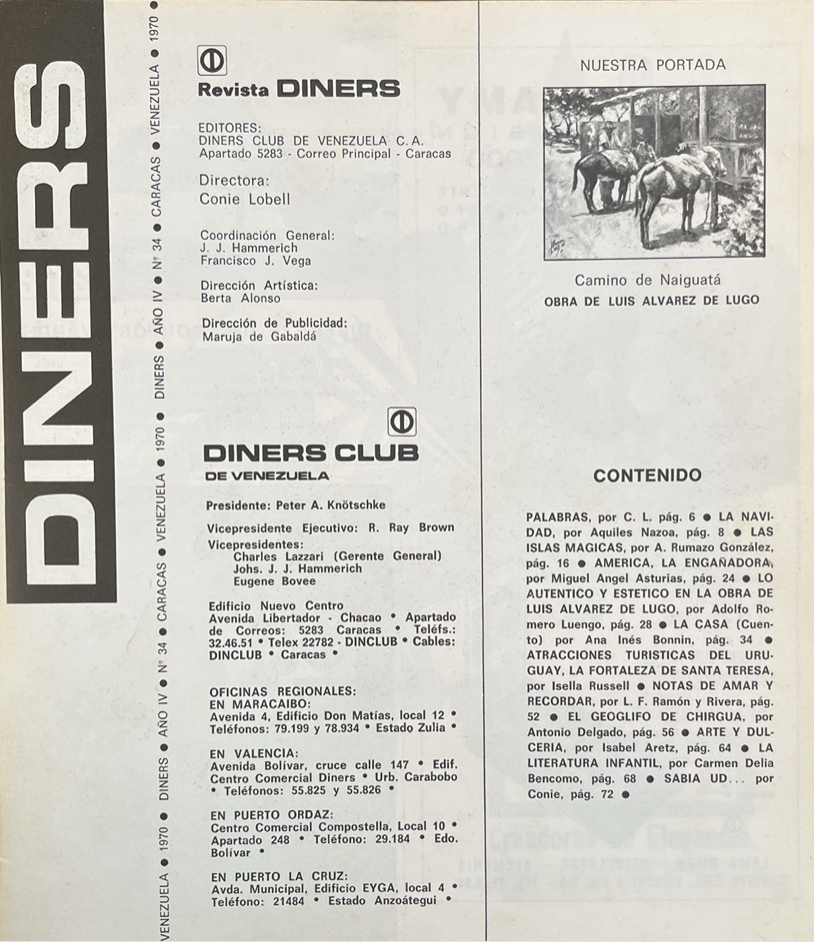 DINERS
VENEZUELA ● 1970 ● DINERS ● AÑO IV ● Nº 34 ● CARACAS ● VENEZUELA ● 1970 ● DINERS ● AÑO IV ● Nº 34 ● CARACAS ● VENEZUELA ● 1970 ●
Revista DINERS
EDITORES:
DINERS CLUB DE VENEZUELA C.A.
Apartado 5283 - Correo Principal - Caracas
Directora:
Conie Lobell
Coordinación General:
J. J. Hammerich
Francisco J. Vega
Dirección Artística:
Berta Alonso
Dirección de Publicidad:
Maruja de Gabaldá
DINERS CLUB
DE VENEZUELA
Presidente: Peter A. Knötschke
Vicepresidente Ejecutivo: R. Ray Brown
Vicepresidentes:
Charles Lazzari (Gerente General)
Johs. J. J. Hammerich
Eugene Bovee
Edificio Nuevo Centro
Avenida Libertador - Chacao • Apartado
de Correos: 5283 Caracas • Teléfs.:
32.46.51 • Telex 22782 - DINCLUB • Cables:
DINCLUB • Caracas •
OFICINAS REGIONALES:
EN MARACAIBO:
Avenida 4, Edificio Don Matías, local 12 •
Teléfonos: 79.199 y 78.934 • Estado Zulia •
EN VALENCIA:
Avenida Bolívar, cruce calle 147 • Edif.
Centro Comercial Diners • Urb. Carabobo
• Teléfonos: 55.825 y 55.826 •
EN PUERTO ORDAZ:
Centro Comercial Compostella, Local 10 •
Apartado 248 • Teléfono: 29.184 • Edo.
Bolívar •
EN PUERTO LA CRUZ:
Avda. Municipal, Edificio EYGA, local 4 •
Teléfono: 21484 • Estado Anzoátegui •
NUESTRA PORTADA
Camino de Naiguatá
OBRA DE LUIS ALVAREZ DE LUGO
CONTENIDO
PALABRAS, por C. L. pág. 6 ● LA NAVI-
DAD, por Aquiles Nazoa, pág. 8 ● LAS
ISLAS MAGICAS, por A. Rumazo González,
pág. 16 ● AMERICA, LA ENGAÑADORA,
por Miguel Angel Asturias, pág. 24 ● LO
AUTENTICO Y ESTETICO EN LA OBRA DE
LUIS ALVAREZ DE LUGO, por Adolfo Ro-
mero Luengo, pág. 28 ● LA CASA (Cuen-
to) por Ana Inés Bonnin, pág. 34 ●
ATRACCIONES TURISTICAS DEL URU-
GUAY, LA FORTALEZA DE SANTA TERESA,
por Isella Russell ● NOTAS DE AMAR Y
RECORDAR, por L. F. Ramón y Rivera, pág.
52 ● EL GEOGLIFO DE CHIRGUA, por
Antonio Delgado, pág. 56 ● ARTE Y DUL-
CERIA, por Isabel Aretz, pág. 64 ● LA
LITERATURA INFANTIL, por Carmen Delia
Bencomo, pág. 68 ● SABIA UD... por
Conie, pág. 72 ●